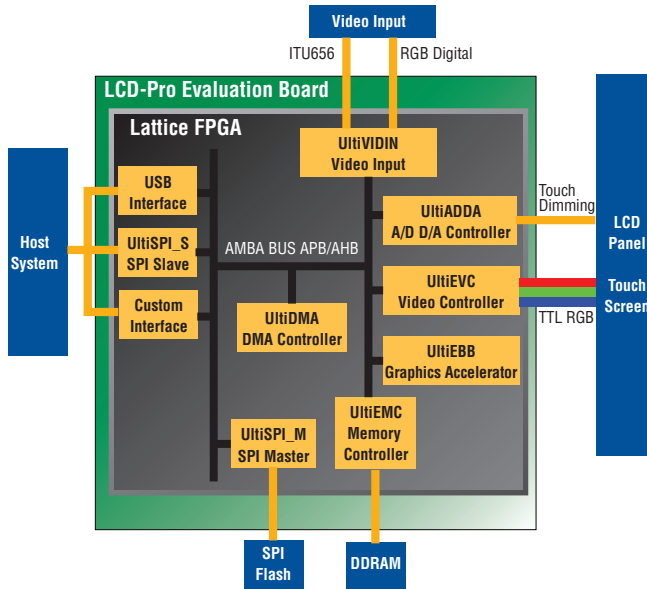 Video Input
ITU656
RGB Digital
LCD-Pro Evaluation Board
Lattice FPGA
UltiVIDIN
Video Input
USB
Interface
UltiADDA
A/D D/A Controller
Touch
Dimming
Host
System
UltiSPI_S
SPI Slave
AMBA BUS APB/AHB
LCD
Panel
Touch
Screen
Custom
Interface
UltiDMA
DMA Controller
UltiEVC
Video Controller
TTL RGB
UltiEBB
Graphics Accelerator
UltiSPI_M
SPI Master
UltiEMC
Memory
Controller
SPI
Flash
DDRAM